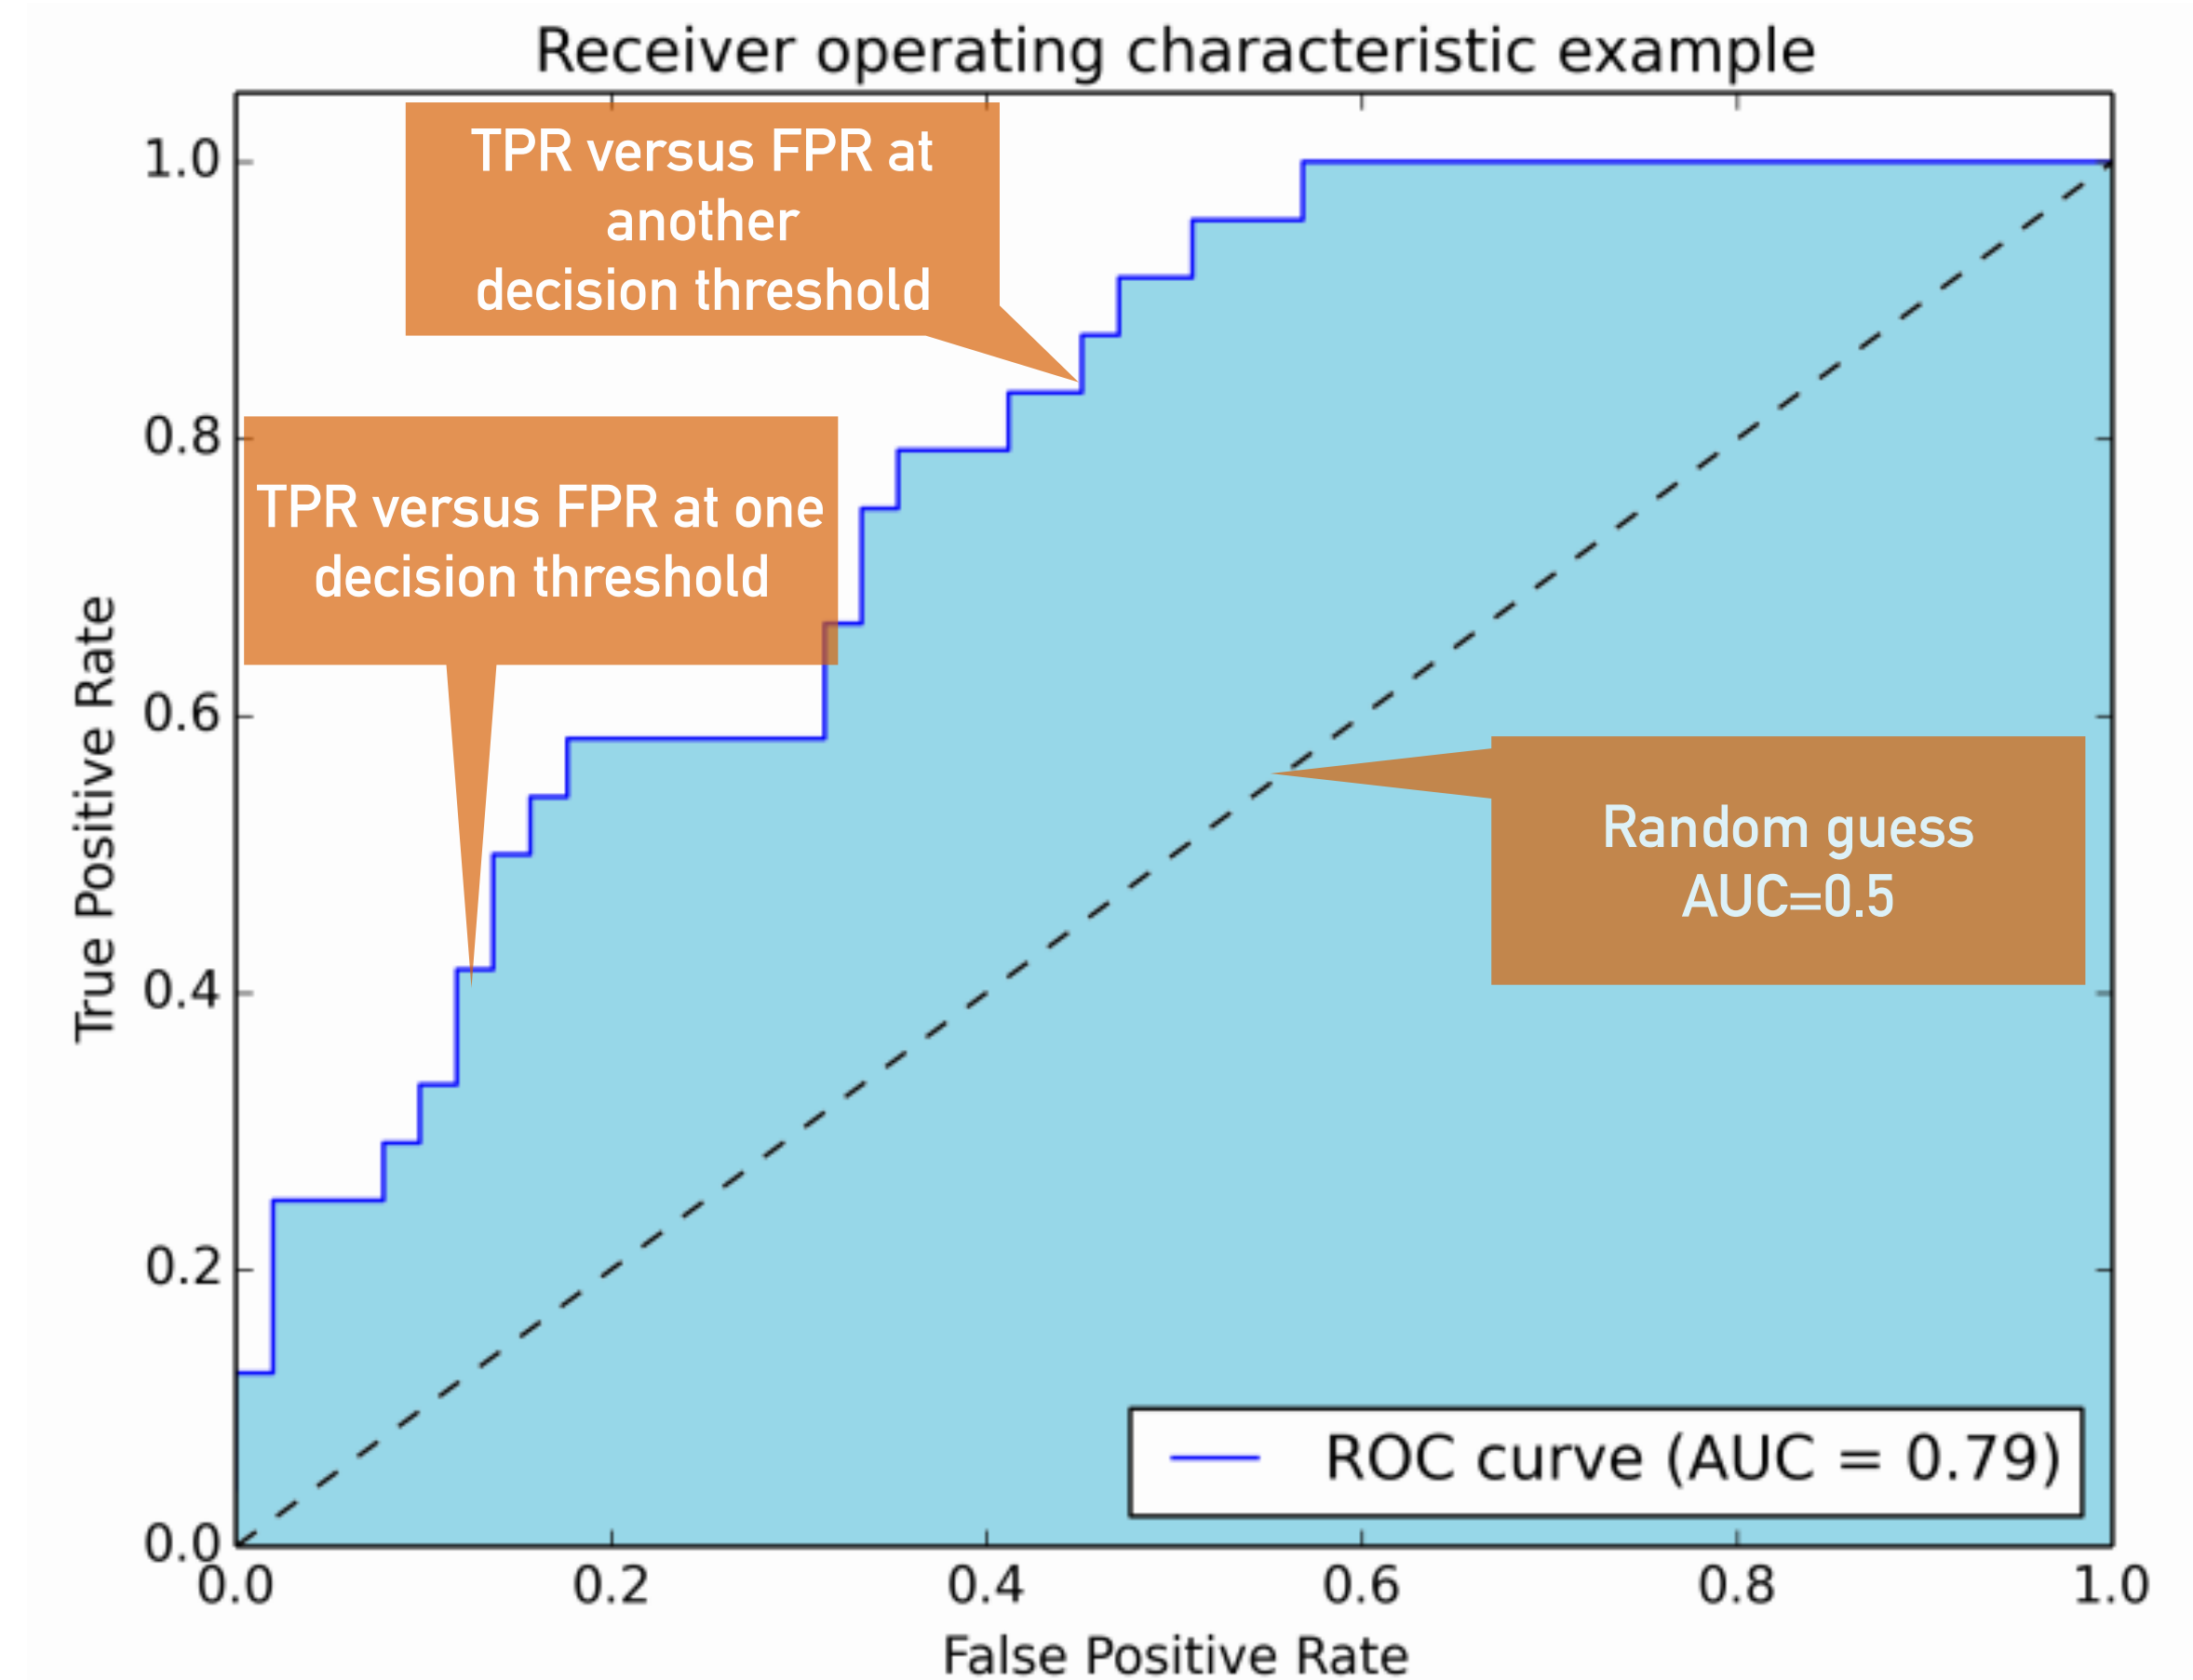 Receiver operating characteristic example
TPR versus FPR at
another
decision threshold
TPR versus FPR at one
decision threshold
Random guess
AUC=0.5
ROC curve (AUC = 0.79)
True Positive Rate
1.0
0.8
0.6
0.4
0.2
0.0
0.0 0.2 0.4 0.6 0.8 1.0
False Positive Rate